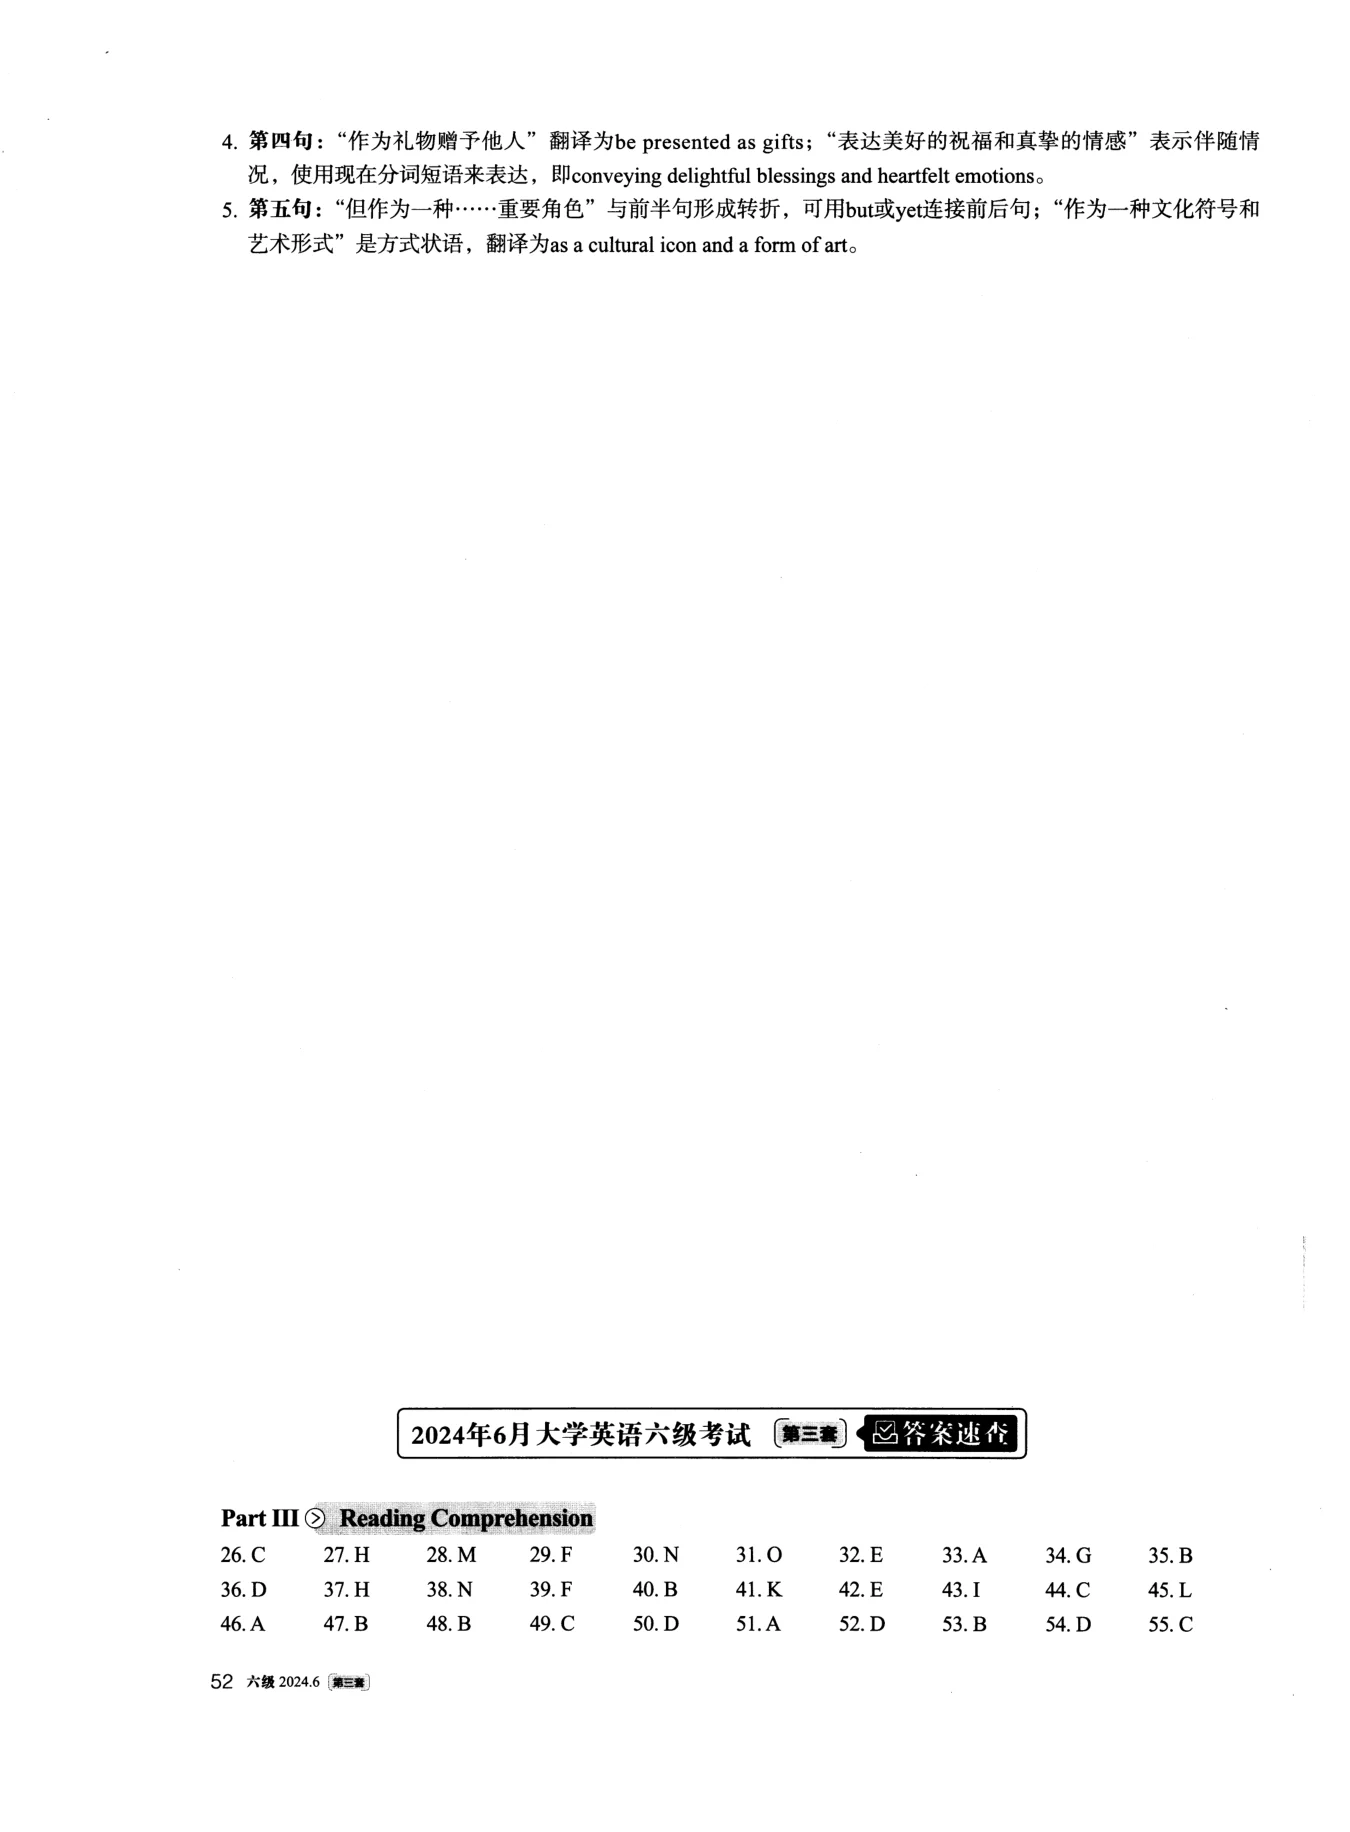 4. 第四句：“作为礼物赠予他人”翻译为be presented as gifts；“表达美好的祝福和真挚的情感”表示伴随情
况，使用现在分词短语来表达，即conveying delightful blessings and heartfelt emotions。
5. 第五句：“但作为一种……重要角色”与前半句形成转折，可用but或yet连接前后句；“作为一种文化符号和
艺术形式”是方式状语，翻译为as a cultural icon and a form of art。
2024年6月大学英语六级考试 第三套 答案速查
Part III Reading Comprehension
26. C 27. H 28. M 29. F 30. N 31. O 32. E 33. A 34. G 35. B
36. D 37. H 38. N 39. F 40. B 41. K 42. E 43. I 44. C 45. L
46. A 47. B 48. B 49. C 50. D 51. A 52. D 53. B 54. D 55. C
52 六级 2024.6 第三套